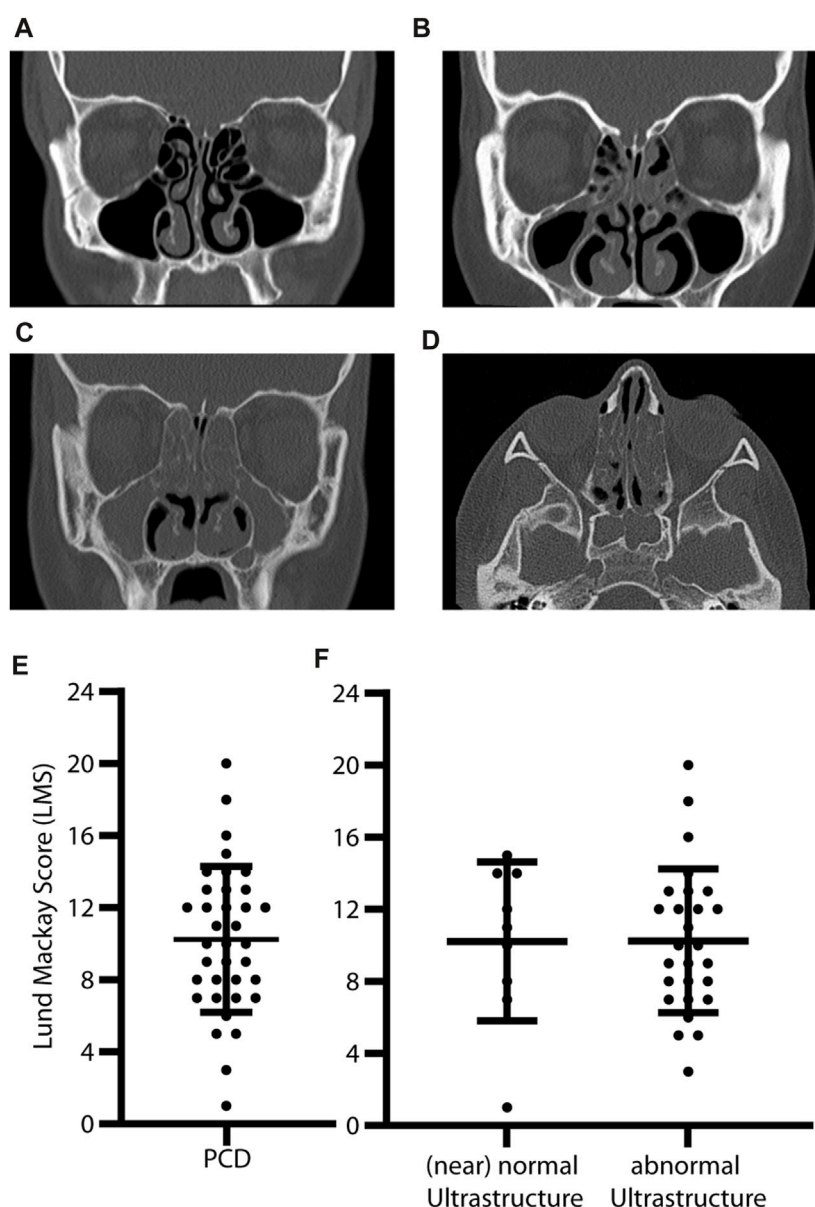 A
B
C
D
E
F
24
20
16
12
8
4
0
Lund Mackay Score (LMS)
PCD
24
20
16
12
8
4
0
(near) normal
Ultrastructure
abnormal
Ultrastructure